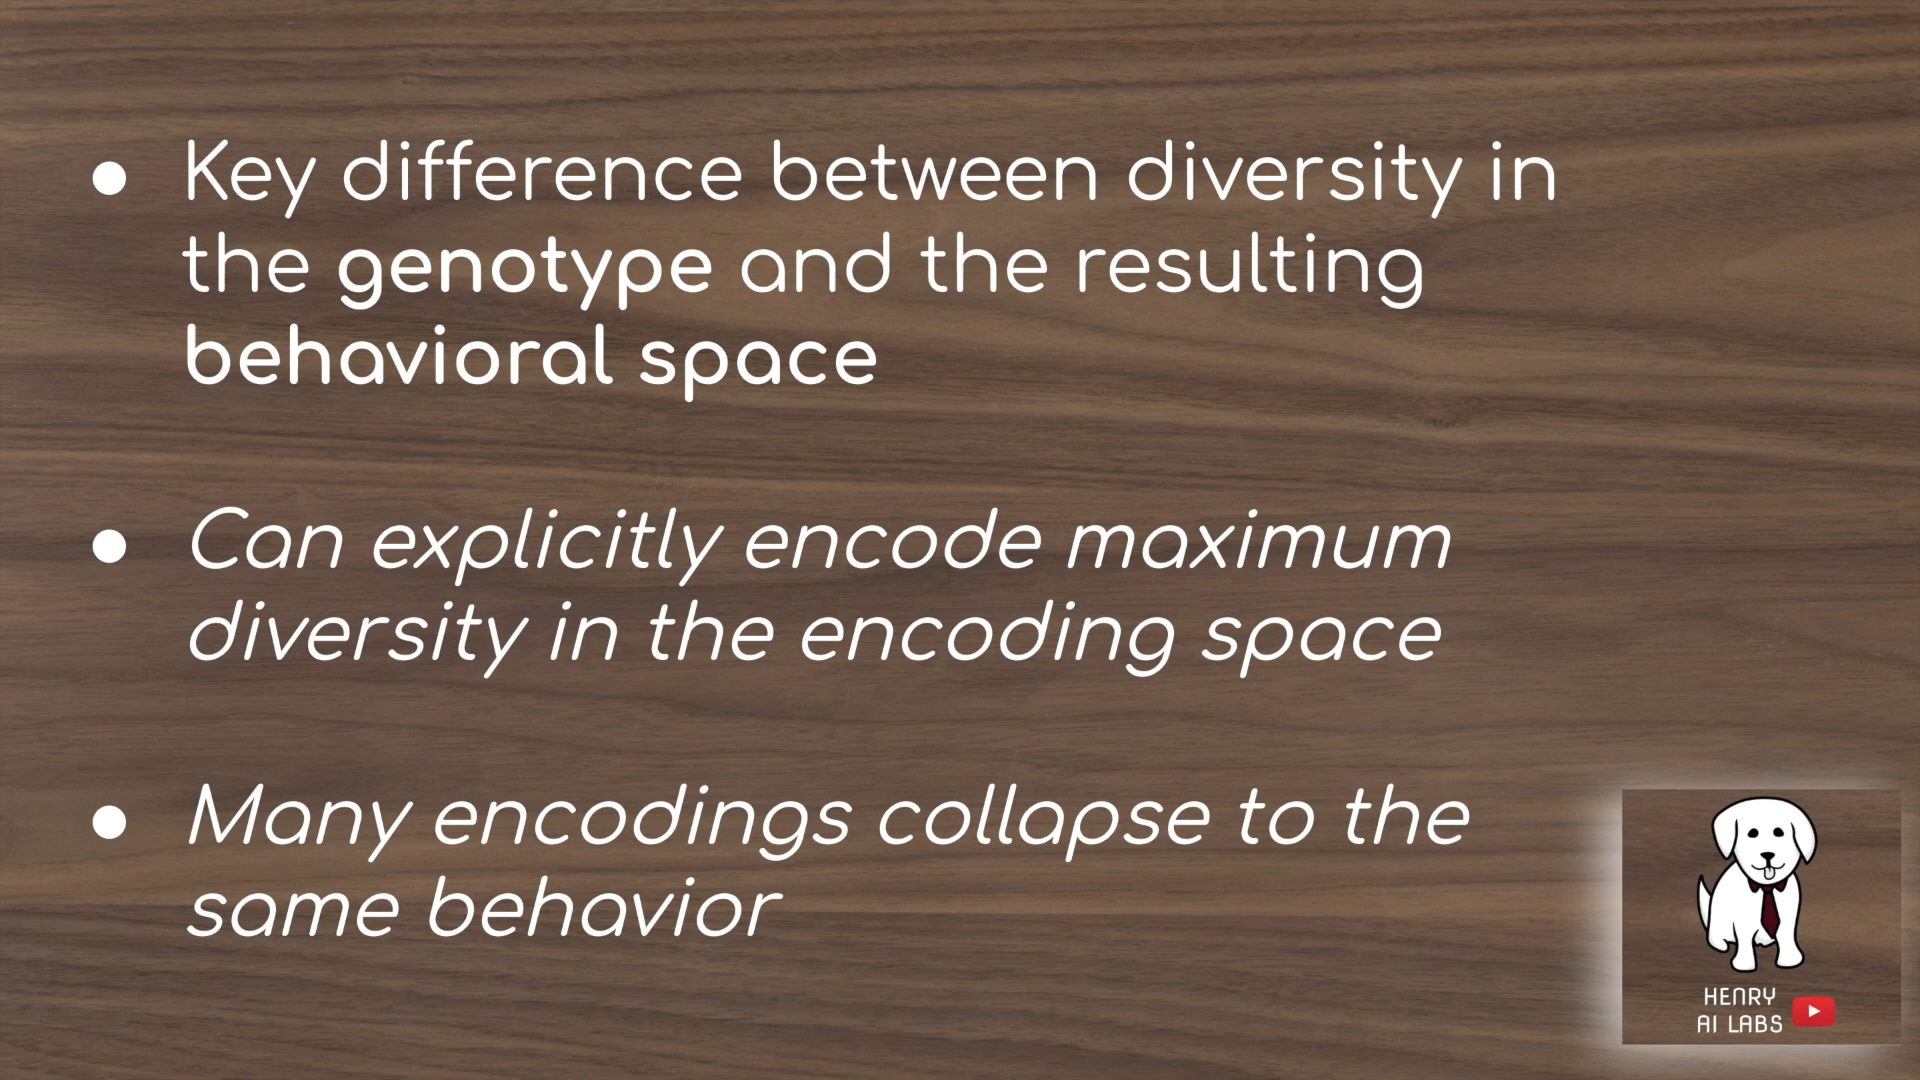 ● Key difference between diversity in
the genotype and the resulting
behavioral space
● Can explicitly encode maximum
diversity in the encoding space
● Many encodings collapse to the
same behavior
HENRY
AI LABS